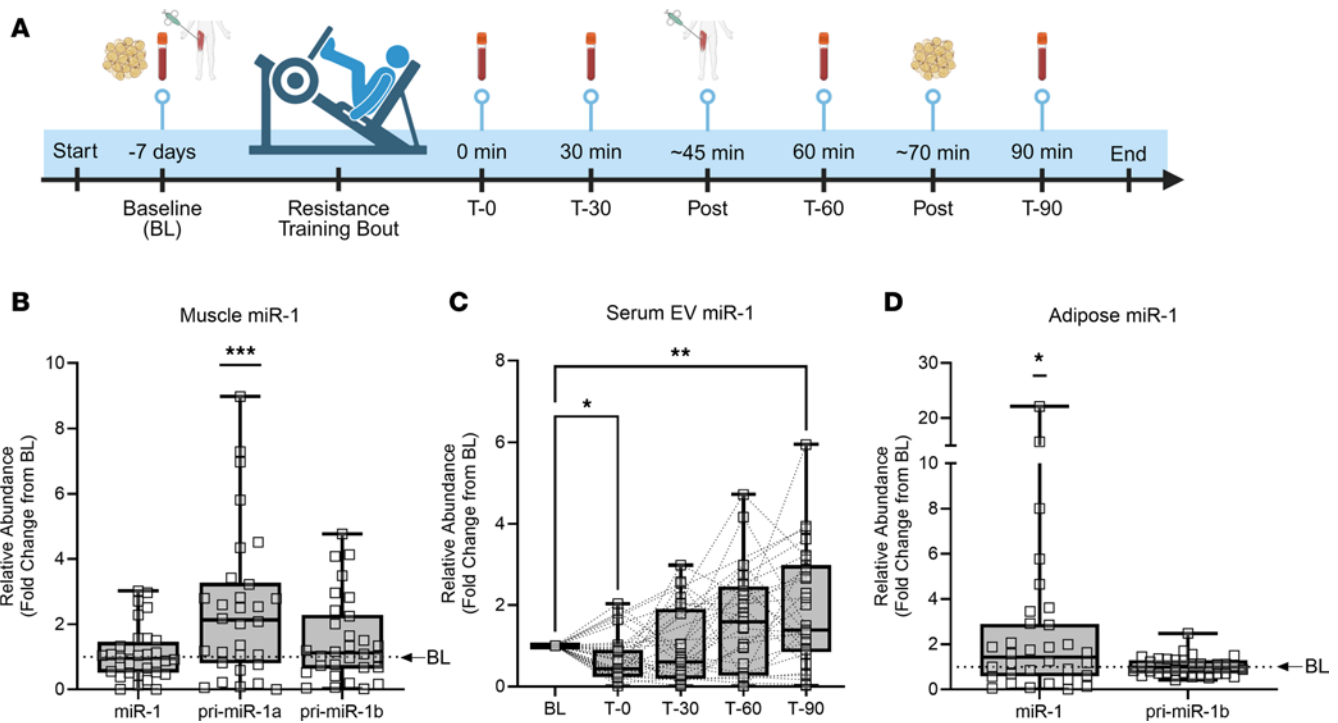 A
Start
-7 days
0 min
30 min
~45 min
60 min
~70 min
90 min
End
Baseline
(BL)
Resistance
Training Bout
T-0
T-30
Post
T-60
Post
T-90
B
Muscle miR-1
***
10
8
6
4
2
0
Relative Abundance
(Fold Change from BL)
BL
miR-1
pri-miR-1a
pri-miR-1b
C
Serum EV miR-1
**
*
8
6
4
2
0
Relative Abundance
(Fold Change from BL)
BL
T-0
T-30
T-60
T-90
D
Adipose miR-1
*
30
20
10
8
6
4
2
0
Relative Abundance
(Fold Change from BL)
BL
miR-1
pri-miR-1b